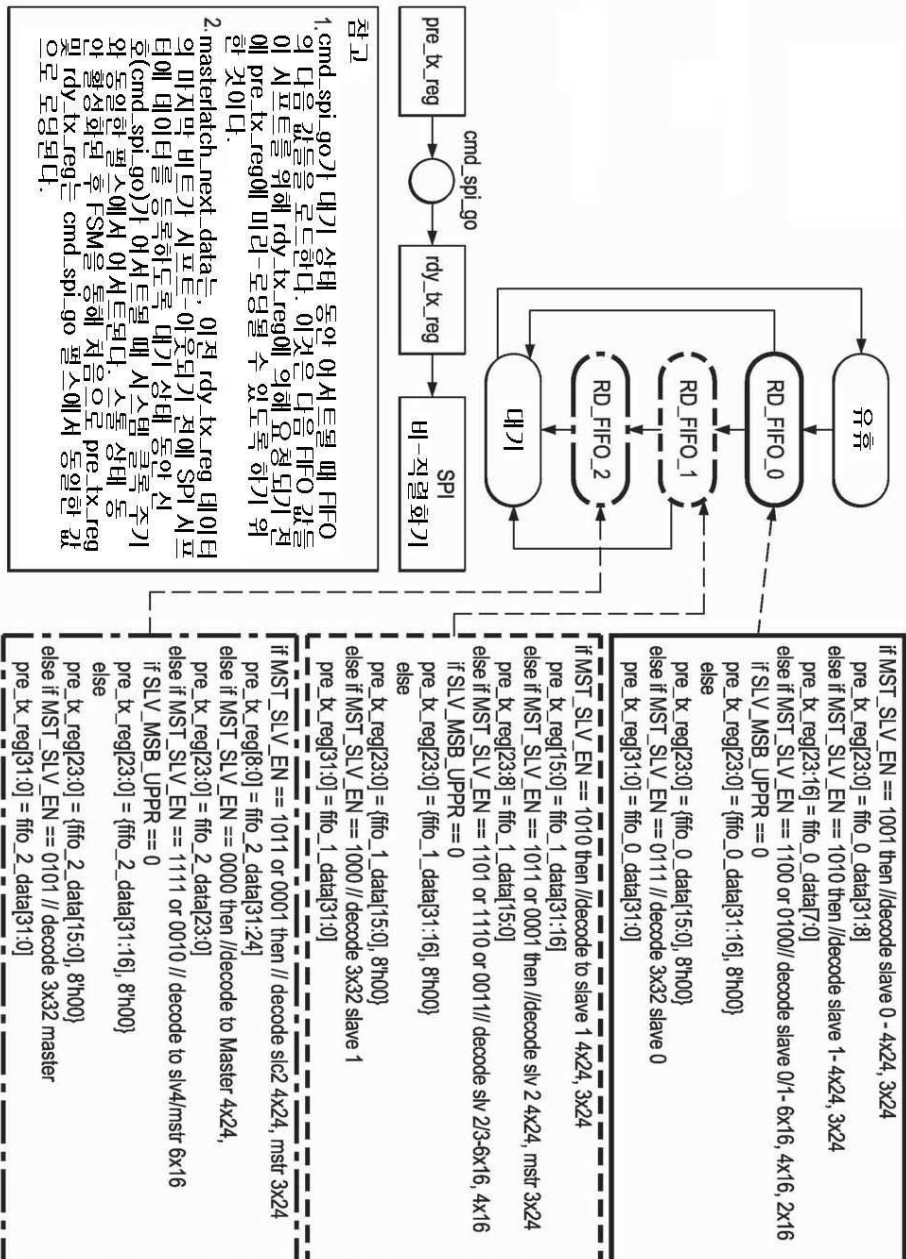 유휴
RD_FIFO_0
RD_FIFO_1
RD_FIFO_2
대기
pre_tx_reg
cmd_spi_go
rdy_tx_reg
SPI
비-직렬화기
참고
1. cmd_spi_go가 대기 상태 동안 어서트될 때 FIFO
의 다음 값들을 로드한다. 이것은 다음 FIFO 값들
이 시프트를 위해 rdy_tx_reg에 의해 요청되기 전
에 pre_tx_reg에 미리-로딩될 수 있도록 하기 위
한 것이다.
2. masterlatch_next_data는, 이전 rdy_tx_reg 데이터
의 마지막 비트가 시프트-아웃되기 전에 SPI 시프
터에 데이터를 등록하도록 대기 상태 동안 신
호(cmd_spi_go)가 어서트될 때 시스템 클록 주기
와 동일한 펄스에서 어서트된다. 스톨 상태 동
안 활성화된 후 FSM을 통해 처음으로 pre_tx_reg
및 rdy_tx_reg는 cmd_spi_go 펄스에서 동일한 값
으로 로딩된다.
if MST_SLV_EN == 1001 then //decode slave 0 - 4x24, 3x24
pre_tx_reg[23:0] = fifo_0_data[31:8]
else if MST_SLV_EN == 1010 then //decode slave 1- 4x24, 3x24
pre_tx_reg[23:16] = fifo_0_data[7:0]
else if MST_SLV_EN == 1100 or 0100// decode slave 0/1- 6x16, 4x16, 2x16
if SLV_MSB_UPPR == 0
pre_tx_reg[23:0] = {fifo_0_data[31:16], 8'h00}
else
pre_tx_reg[23:0] = {fifo_0_data[15:0], 8'h00}
else if MST_SLV_EN == 0111 // decode 3x32 slave 0
pre_tx_reg[31:0] = fifo_0_data[31:0]
if MST_SLV_EN == 1010 then //decode to slave 1 4x24, 3x24
pre_tx_reg[15:0] = fifo_1_data[31:16]
else if MST_SLV_EN == 1011 or 0001 then //decode slv 2 4x24, mstr 3x24
pre_tx_reg[23:8] = fifo_1_data[15:0]
else if MST_SLV_EN == 1101 or 1110 or 0011// decode slv 2/3-6x16, 4x16
if SLV_MSB_UPPR == 0
pre_tx_reg[23:0] = {fifo_1_data[31:16], 8'h00}
else
pre_tx_reg[23:0] = {fifo_1_data[15:0], 8'h00}
else if MST_SLV_EN == 1000 // decode 3x32 slave 1
pre_tx_reg[31:0] = fifo_1_data[31:0]
if MST_SLV_EN == 1011 or 0001 then // decode slc2 4x24, mstr 3x24
pre_tx_reg[8:0] = fifo_2_data[31:24]
else if MST_SLV_EN == 0000 then //decode to Master 4x24,
pre_tx_reg[23:0] = fifo_2_data[23:0]
else if MST_SLV_EN == 1111 or 0010 // decode to slv4/mstr 6x16
if SLV_MSB_UPPR == 0
pre_tx_reg[23:0] = {fifo_2_data[31:16], 8'h00}
else
pre_tx_reg[23:0] = {fifo_2_data[15:0], 8'h00}
else if MST_SLV_EN == 0101 // decode 3x32 master
pre_tx_reg[31:0] = fifo_2_data[31:0]